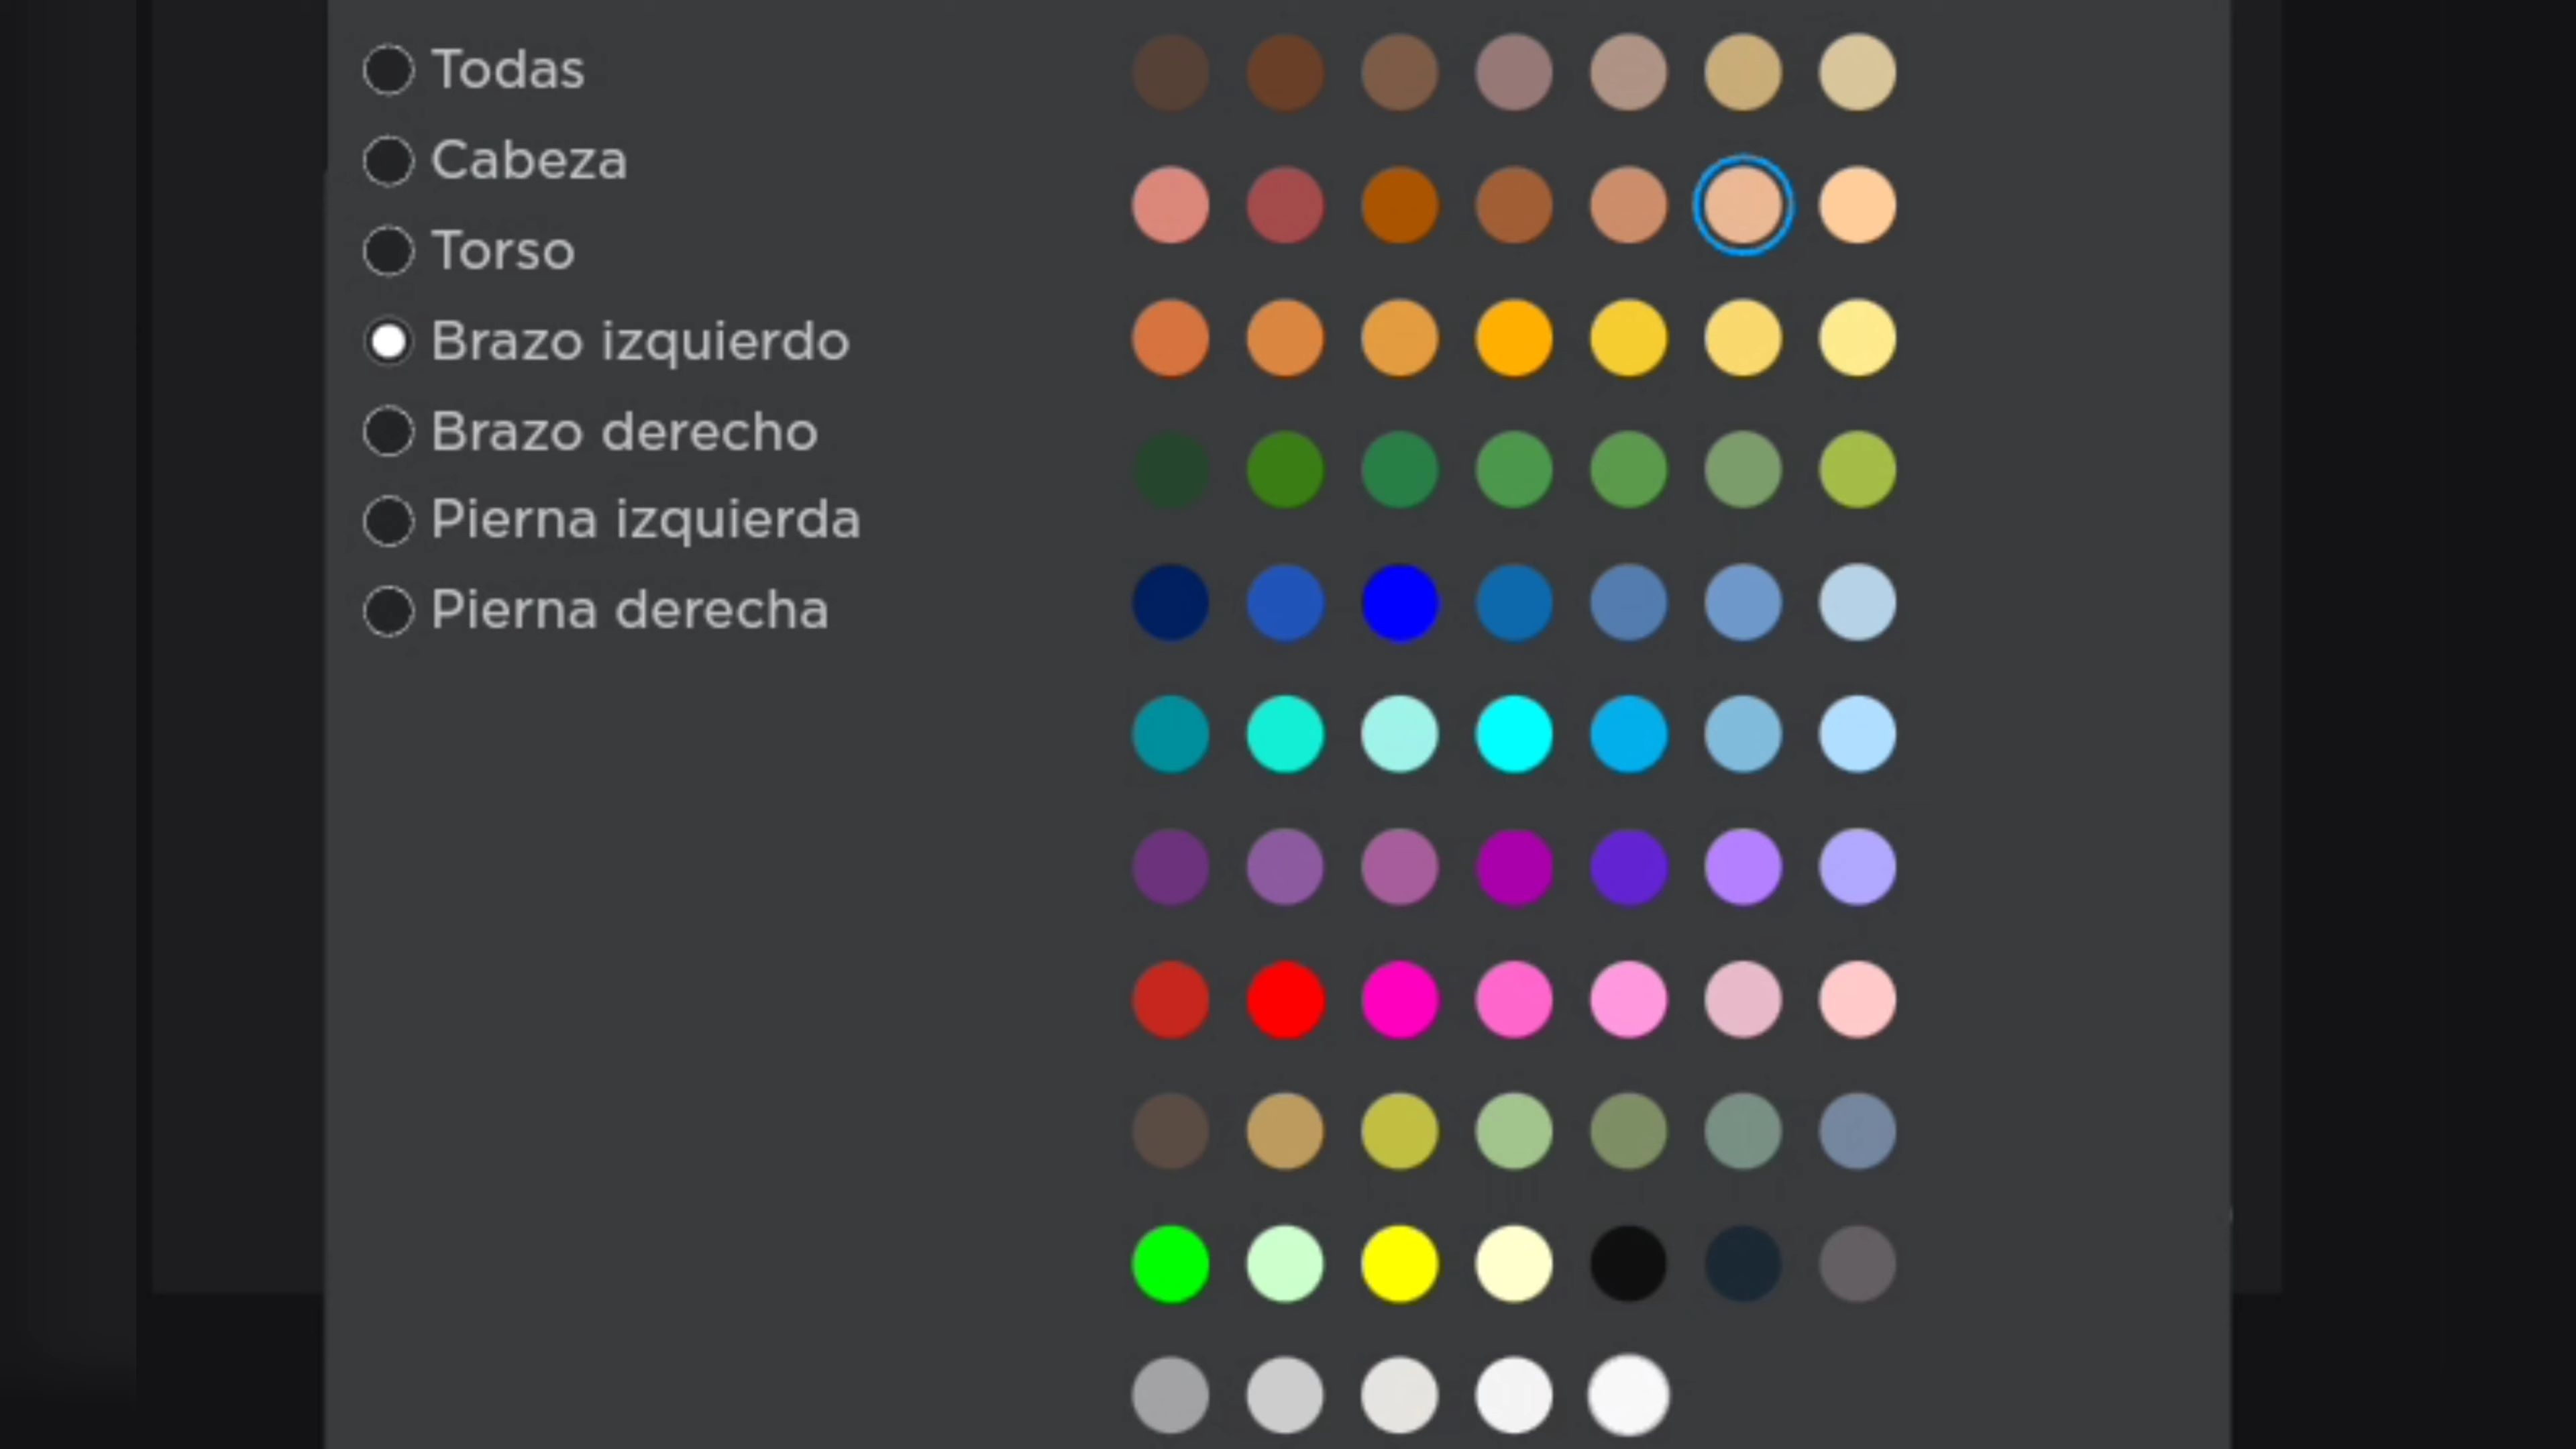 Todas
Cabeza
Torso
Brazo izquierdo
Brazo derecho
Pierna izquierda
Pierna derecha